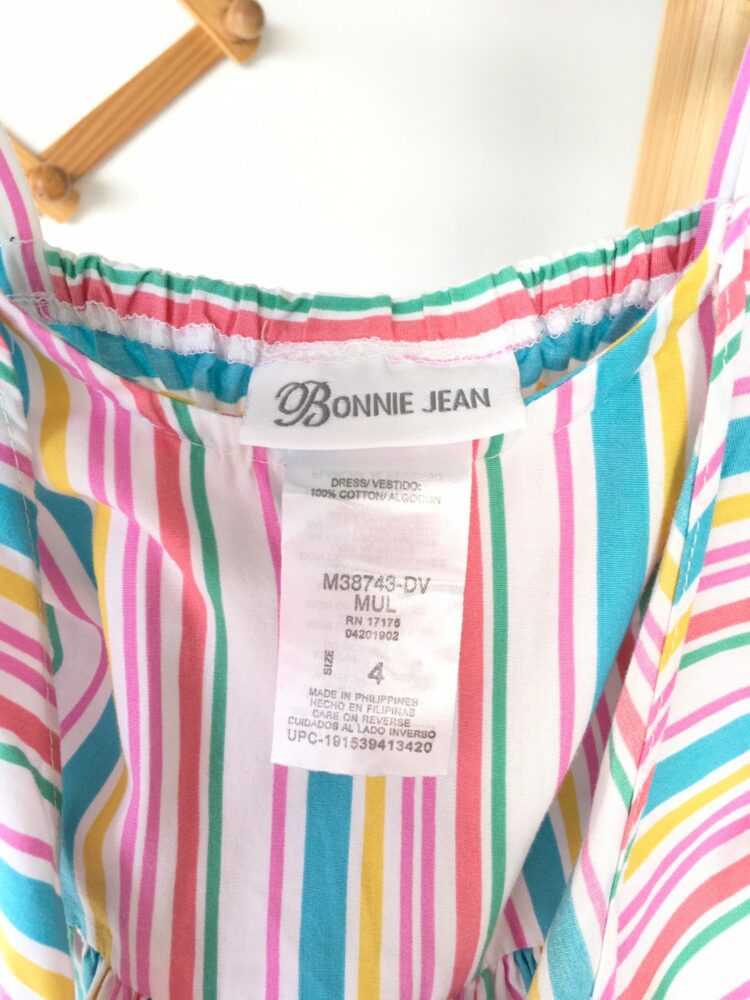 BONNIE JEAN
DRESS/ VESTIDO:
100% COTTON/ ALGODON
M38743-DV
MUL
RN 17176
04201902
SIZE 4
MADE IN PHILIPPINES
HECHO EN FILIPINAS
CARE ON REVERSE
CUIDADOS AL LADO INVERSO
UPC-191539413420